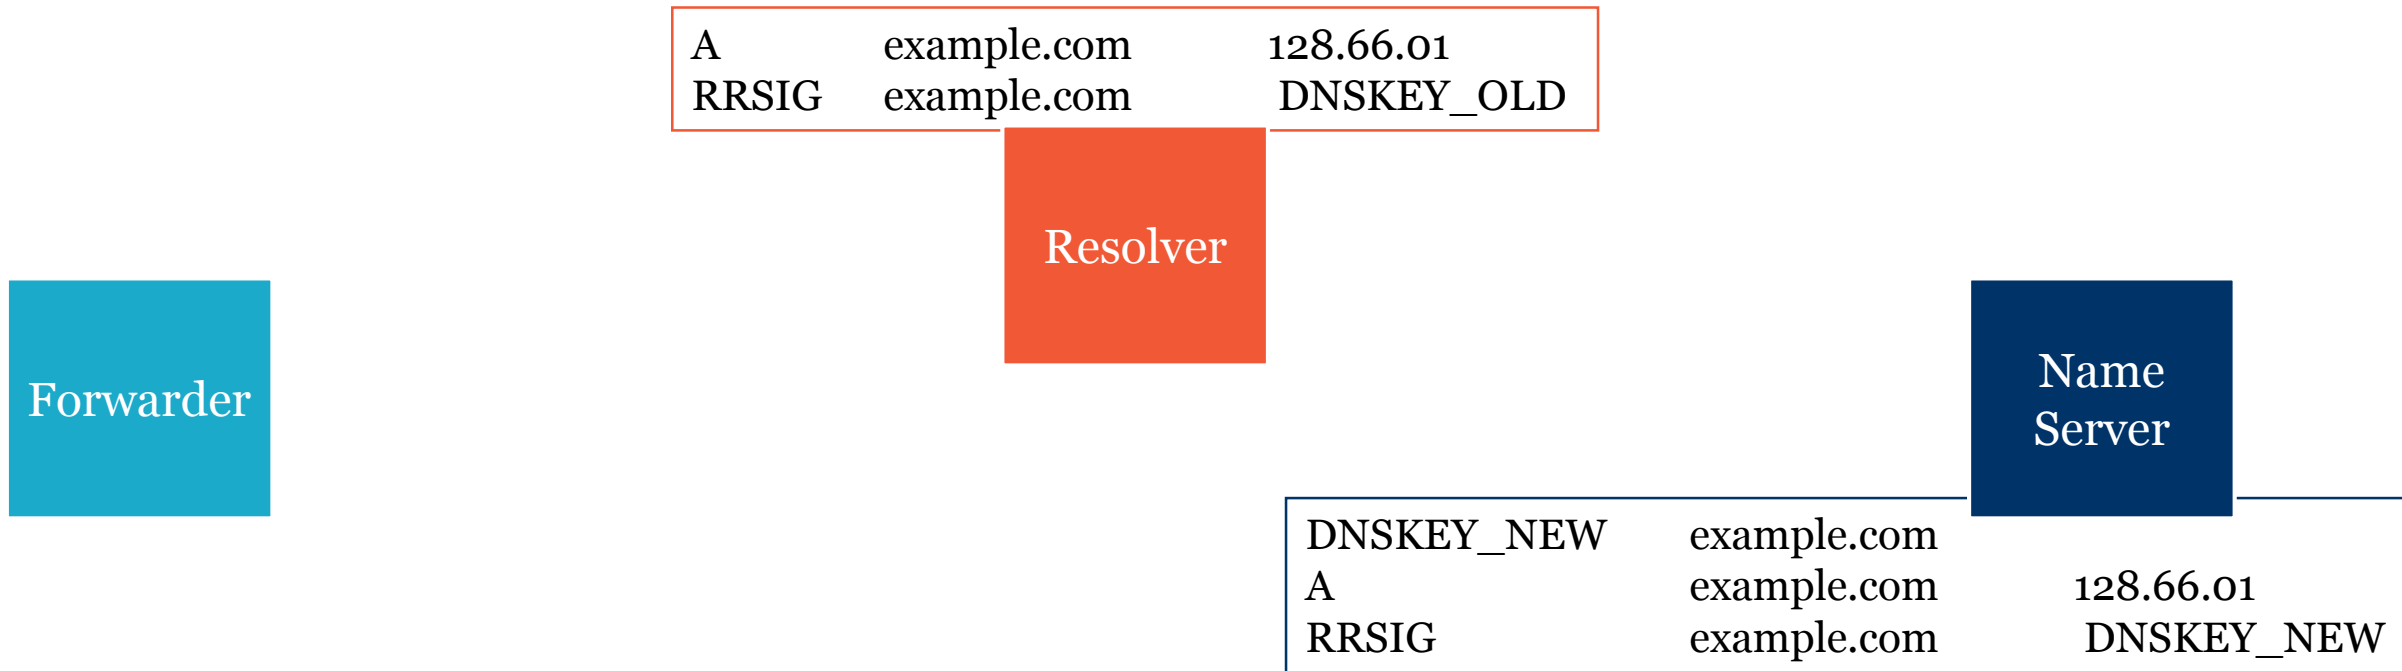 A example.com 128.66.01
RRSIG example.com DNSKEY_OLD
Resolver
Forwarder
Name
Server
DNSKEY_NEW example.com
A example.com 128.66.01
RRSIG example.com DNSKEY_NEW